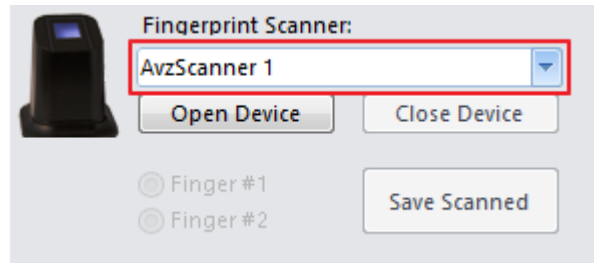 Fingerprint Scanner:
AvzScanner 1
Open Device
Close Device
Finger #1
Finger #2
Save Scanned